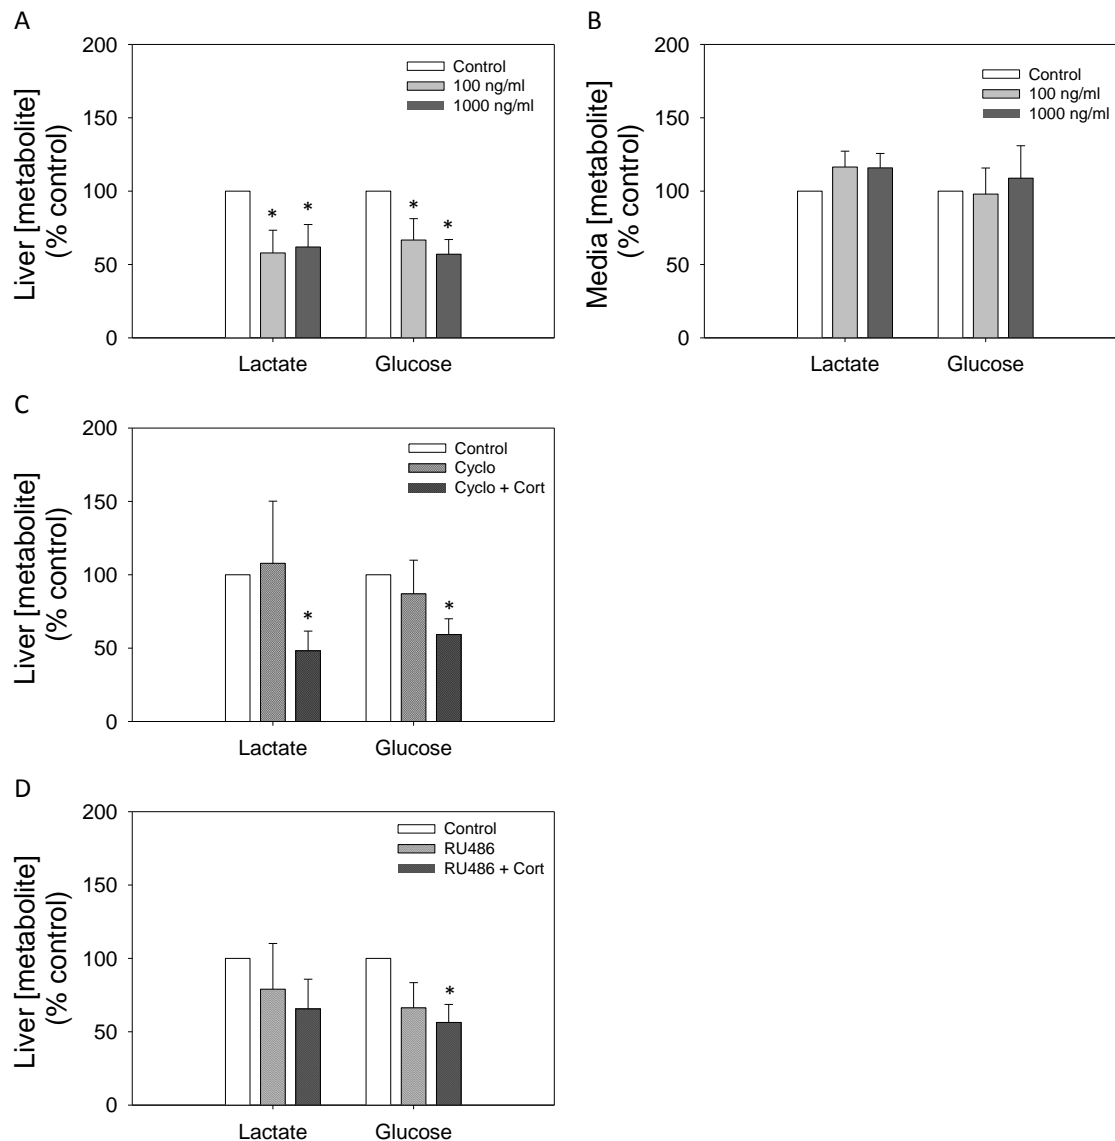 A
Liver [metabolite]
(% control)
200
150
100
50
0
Control
100 ng/ml
1000 ng/ml
*
*
*
*
Lactate
Glucose
B
Media [metabolite]
(% control)
200
150
100
50
0
Control
100 ng/ml
1000 ng/ml
Lactate
Glucose
C
Liver [metabolite]
(% control)
200
150
100
50
0
Control
Cyclo
Cyclo + Cort
*
*
Lactate
Glucose
D
Liver [metabolite]
(% control)
200
150
100
50
0
Control
RU486
RU486 + Cort
*
Lactate
Glucose